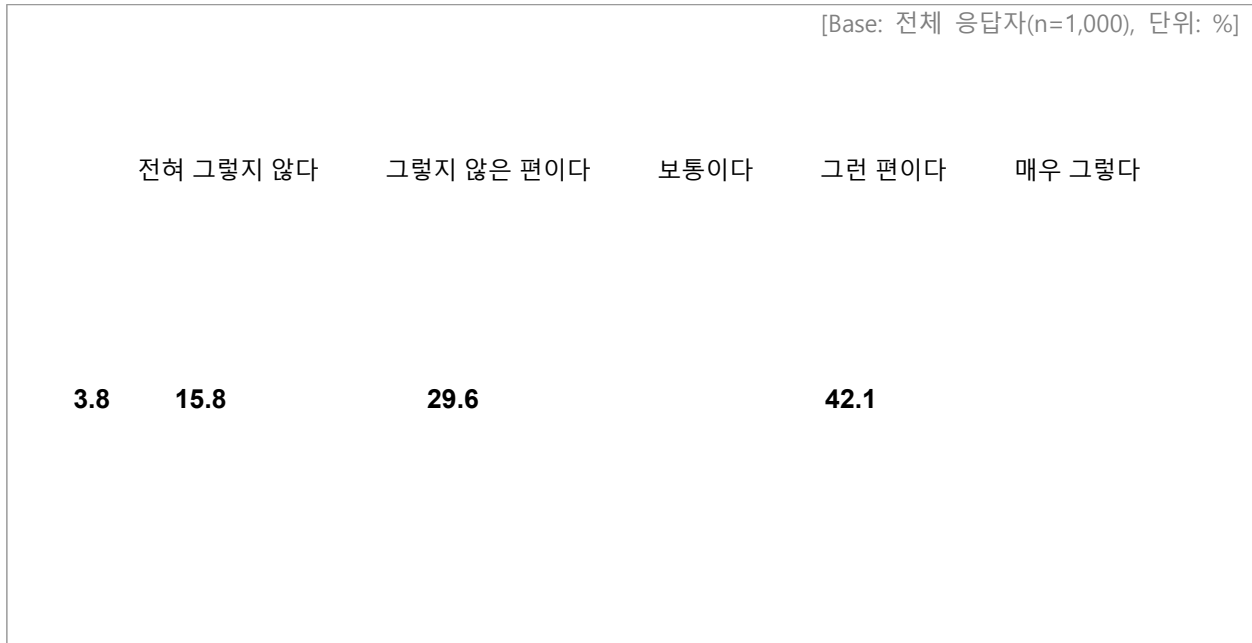 [Base: 전체 응답자(n=1,000), 단위: %]
전혀 그렇지 않다 그렇지 않은 편이다 보통이다 그런 편이다 매우 그렇다
3.8 15.8 29.6 42.1